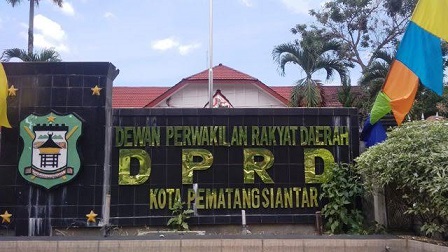 DEWAN PERWAKILAN RAKYAT DAERAH
DPRD
KOTA PEMATANGSIANTAR